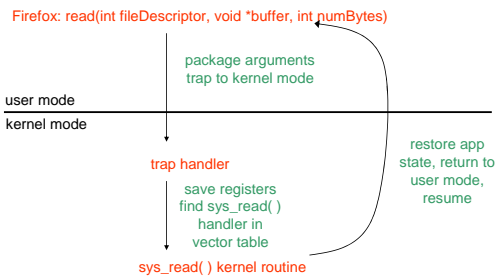 Firefox: read(int fileDescriptor, void *buffer, int numBytes)
package arguments
trap to kernel mode
user mode
kernel mode
restore app
state, return to
user mode,
resume
trap handler
save registers
find sys_read( )
handler in
vector table
sys_read( ) kernel routine